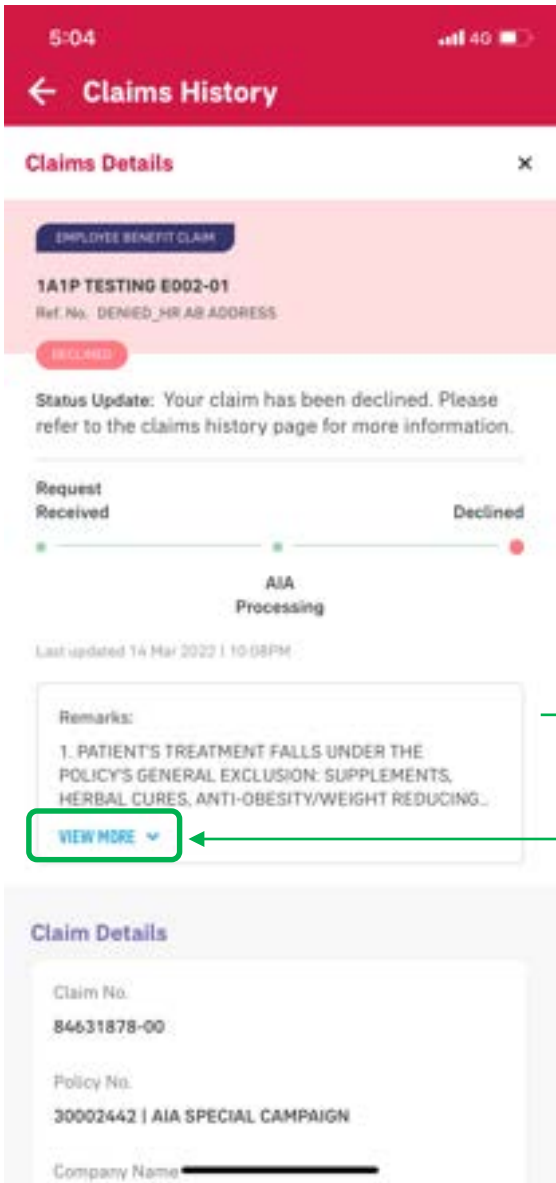 5:04
4G
Claims History
Claims Details
×
EMPLOYEE BENEFIT CLAIM
1A1P TESTING E002-01
Ref. No. DENIED_HR AB ADDRESS
DECLINED
Status Update: Your claim has been declined. Please
refer to the claims history page for more information.
Request
Received
Declined
AIA
Processing
Last updated 14 Mar 2022 | 10:08PM
Remarks:
1. PATIENT'S TREATMENT FALLS UNDER THE
POLICY'S GENERAL EXCLUSION: SUPPLEMENTS,
HERBAL CURES, ANTI-OBESITY/WEIGHT REDUCING...
VIEW MORE
Claim Details
Claim No.
84631878-00
Policy No.
30002442 | AIA SPECIAL CAMPAIGN
Company Name